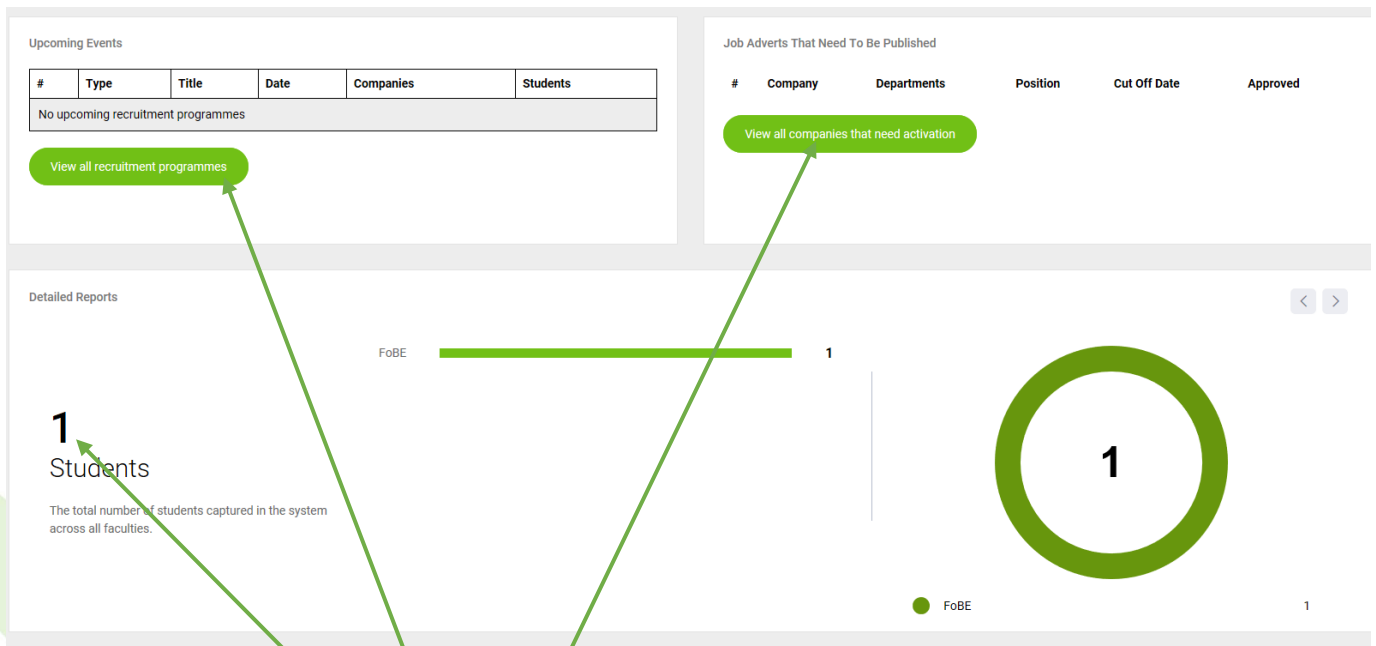 Upcoming Events
# Type Title Date Companies Students
No upcoming recruitment programmes
View all recruitment programmes
Job Adverts That Need To Be Published
# Company Departments Position Cut Off Date Approved
View all companies that need activation
Detailed Reports
FoBE 1
1
Students
The total number of students captured in the system
across all faculties.
1
FoBE 1